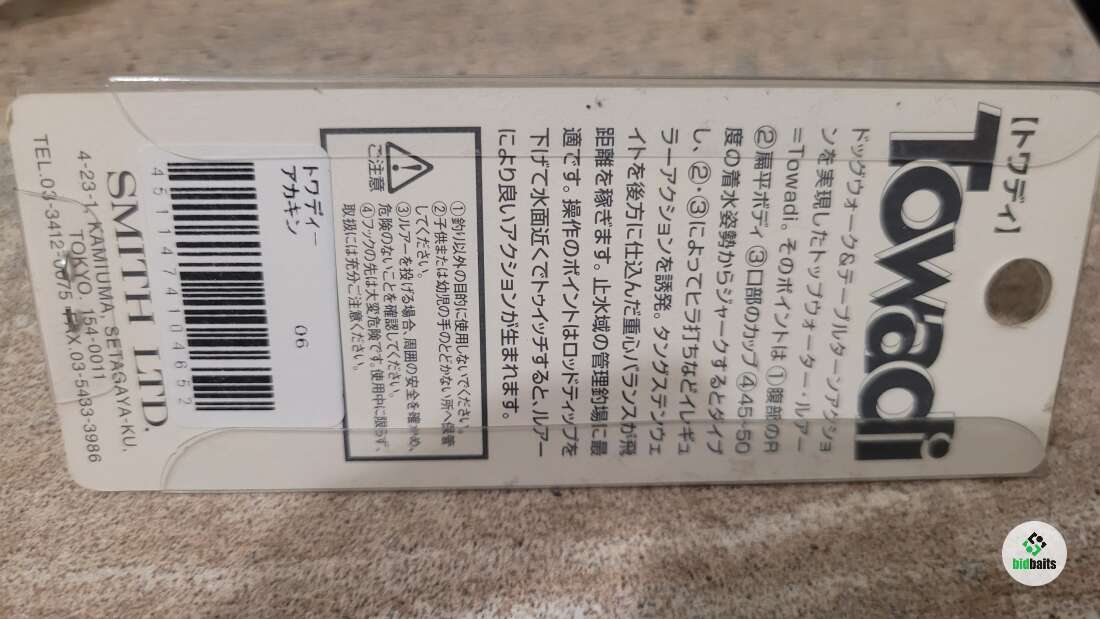 【トワディ】
Towadi
ドッグウォーク&テーブルターンアクショ
ンを実現したトップウォーター・ルアー
=Towadi。そのポイントは ①腹部のR
②扁平ボディ ③口部のカップ ④45~50
度の着水姿勢からジャークするとダイブ
し、②・③によってヒラ打ちなどイレギュ
ラーアクションを誘発。タングステンウェ
イトを後方に仕込んだ重心バランスが飛
距離を稼ぎます。止水域の管理釣場に最
適です。操作のポイントはロッドティップを
下げて水面近くでトゥイッチすると、ルアー
により良いアクションが生まれます。
ご注意
①釣り以外の目的に使用しないでください。
②子供または幼児の手のとどかない所へ保管
してください。
③ルアーを投げる場合、周囲の安全を確かめ、
危険のないことを確認してください。
④フックの先は大変危険です。使用中に限らず、
取扱には充分ご注意ください。
トワディー 06
アカキン
4511474104652
SMITH LTD.
4-23-1 KAMIUMA, SETAGAYA-KU,
TOKYO, 154-0011
TEL.03-3412-0675 FAX.03-5433-3986
bidbaits